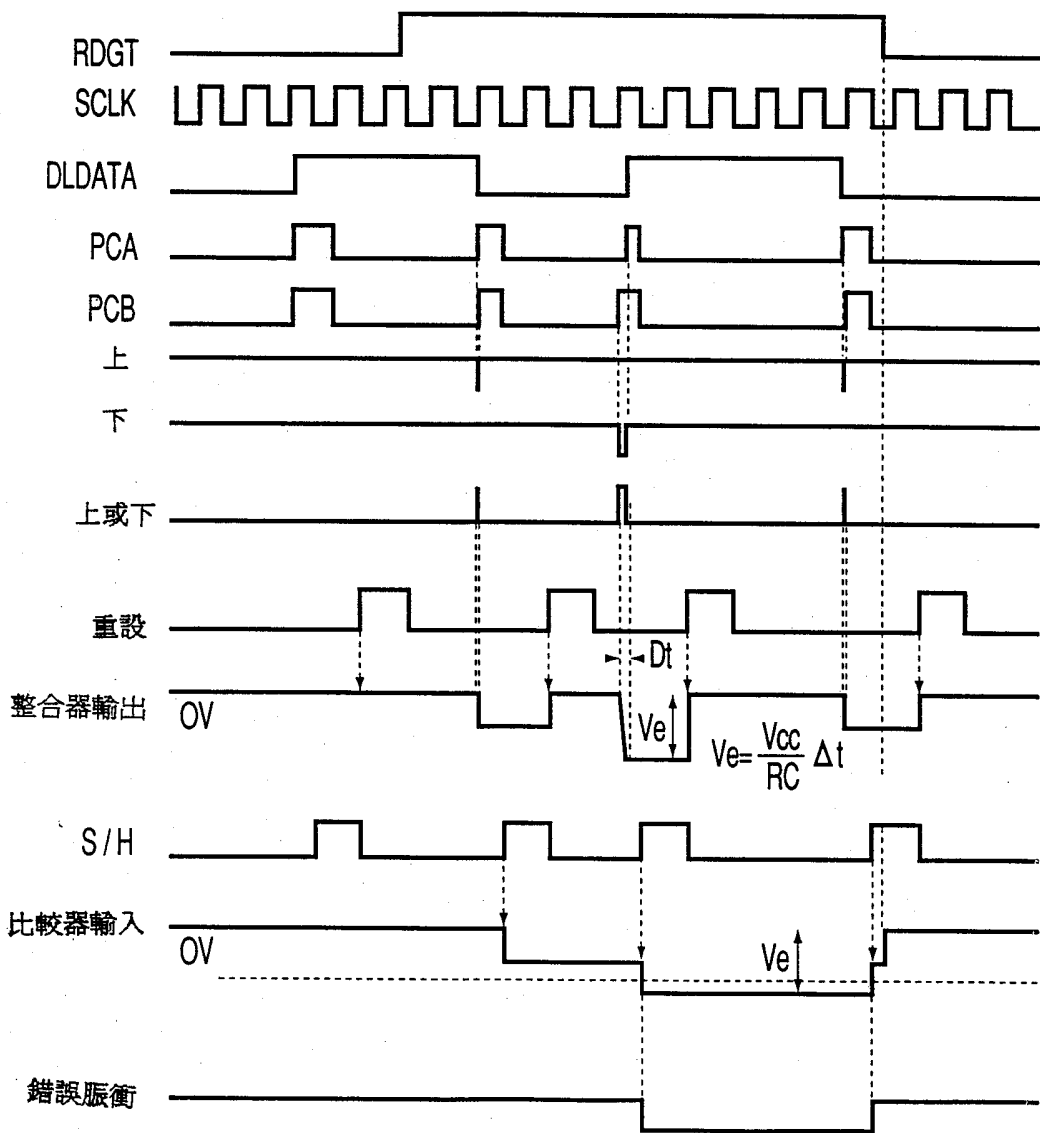 RDGT
SCLK
DLDATA
PCA
PCB
上
下
上或下
重設
Dt
整合器輸出
OV
Ve
Ve=Vcc/RC Δt
S/H
比較器輸入
OV
Ve
錯誤脹衝